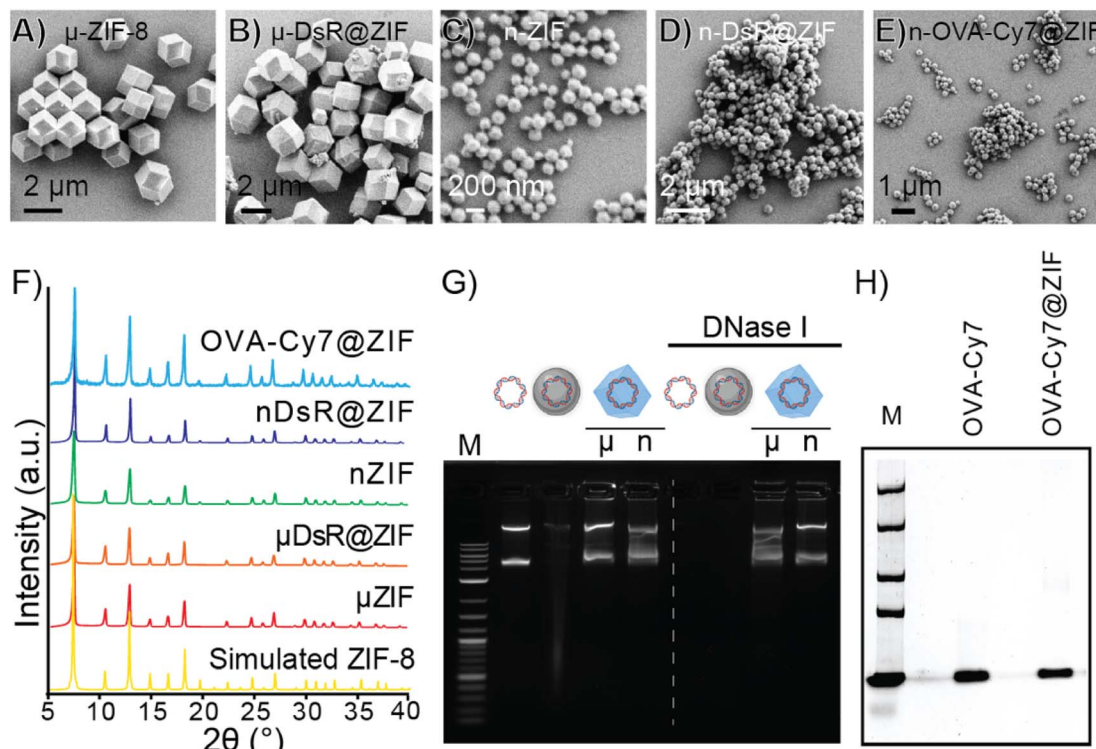 A) μ-ZIF-8
2 μm
B) μ-DsR@ZIF
2 μm
C) n-ZIF
200 nm
D) n-DsR@ZIF
2 μm
E) n-OVA-Cy7@ZIF
1 μm
F)
OVA-Cy7@ZIF
nDsR@ZIF
nZIF
μDsR@ZIF
μZIF
Simulated ZIF-8
Intensity (a.u.)
5 10 15 20 25 30 35 40
2θ (°)
G)
DNase I
M μ n μ n
H)
M OVA-Cy7 OVA-Cy7@ZIF